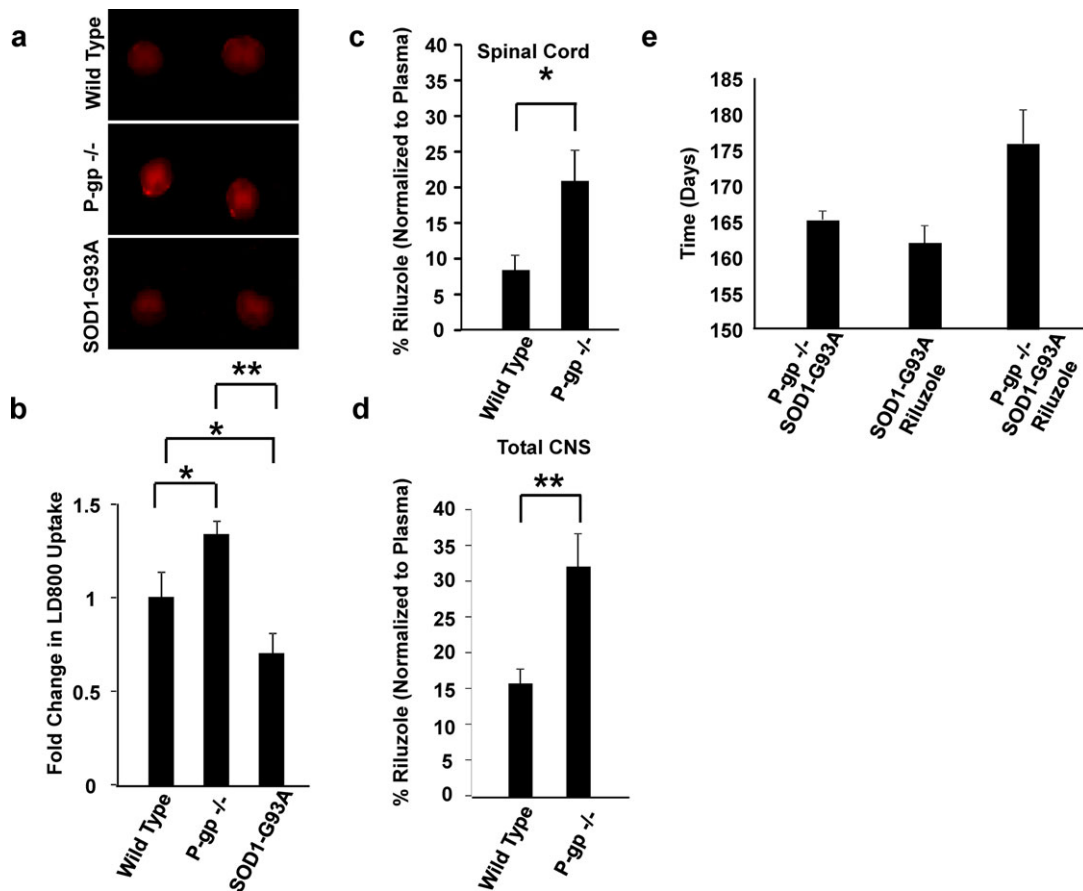 a
Wild Type
P-gp -/-
SOD1-G93A
b
**
*
*
Fold Change in LD800 Uptake
1.5
1
0.5
0
Wild Type
P-gp -/-
SOD1-G93A
c
Spinal Cord
*
% Riluzole (Normalized to Plasma)
40
35
30
25
20
15
10
5
0
Wild Type
P-gp -/-
d
Total CNS
**
% Riluzole (Normalized to Plasma)
40
35
30
25
20
15
10
5
0
Wild Type
P-gp -/-
e
Time (Days)
185
180
175
170
165
160
155
150
P-gp -/-
SOD1-G93A
SOD1-G93A
Riluzole
P-gp -/-
SOD1-G93A
Riluzole